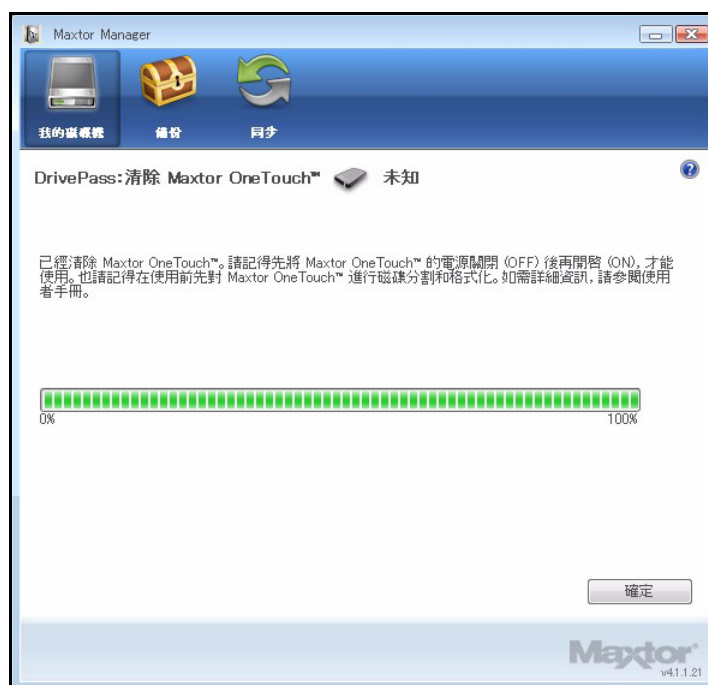 Maxtor Manager
我的磁碟機 備份 同步
DrivePass:清除 Maxtor OneTouch™ 未知
已經清除 Maxtor OneTouch™。請記得先將 Maxtor OneTouch™ 的電源關閉 (OFF) 後再開啓 (ON), 才能
使用。也請記得在使用前先對 Maxtor OneTouch™ 進行磁碟分割和格式化。如需詳細資訊, 請參閱使用
者手冊。
0% 100%
確定
Maxtor
v4.1.1.21